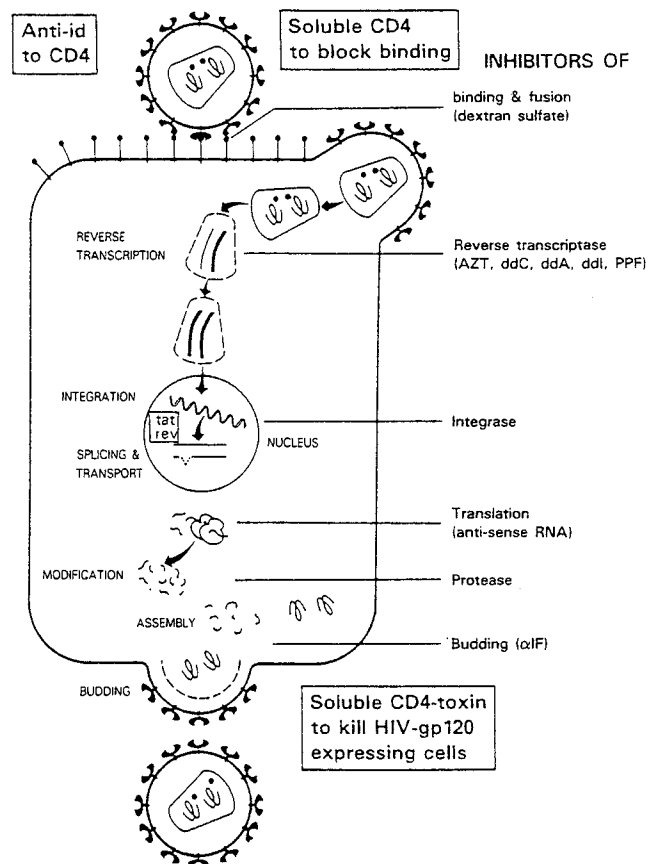 Anti-id
to CD4
Soluble CD4
to block binding
INHIBITORS OF
binding & fusion
(dextran sulfate)
REVERSE
TRANSCRIPTION
Reverse transcriptase
(AZT, ddC, ddA, ddI, PPF)
INTEGRATION
tat
rev
NUCLEUS
Integrase
SPLICING &
TRANSPORT
Translation
(anti-sense RNA)
MODIFICATION
Protease
ASSEMBLY
Budding (αIF)
BUDDING
Soluble CD4-toxin
to kill HIV-gp120
expressing cells